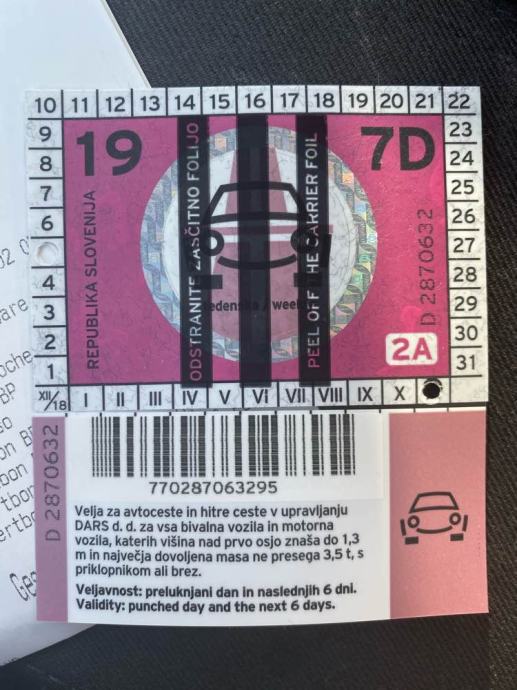 10 11 12 13 14 15 16 17 18 19 20 21 22
9 23
8 24
7 25
26
27
4 28
3 29
2 30
1 31
XII/18 I II III IV V VI VII VIII IX X
19
7D
REPUBLIKA SLOVENIJA
ODSTRANITE ZAŠČITNO FOLIJO
PEEL OFF THE CARRIER FOIL
D 2870632
2A
D 2870632
770287063295
Velja za avtoceste in hitre ceste v upravljanju
DARS d. d. za vsa bivalna vozila in motorna
vozila, katerih višina nad prvo osjo znaša do 1,3
m in največja dovoljena masa ne presega 3,5 t, s
priklopnikom ali brez.
Veljavnost: preluknjani dan in naslednjih 6 dni.
Validity: punched day and the next 6 days.